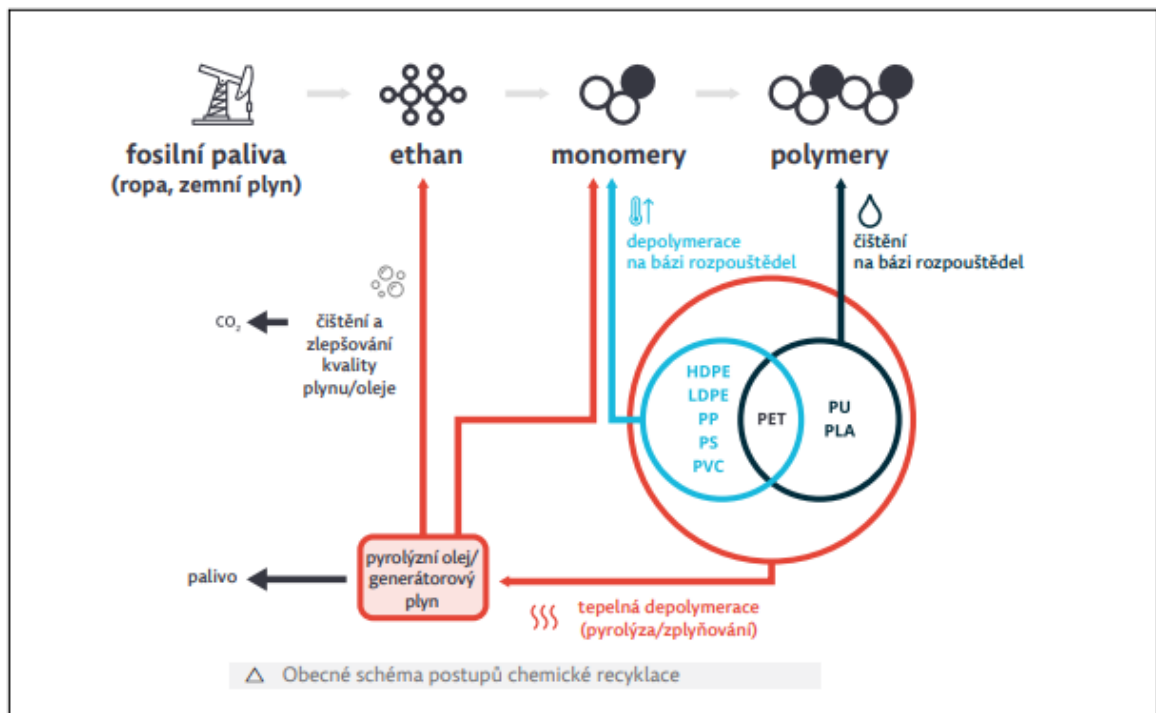 fosilní paliva
(ropa, zemní plyn)
ethan
monomery
polymery
depolymerace
na bázi rozpouštědel
čištění
na bázi rozpouštědel
CO₂
čištění a
zlepšování
kvality
plynu/oleje
HDPE
LDPE
PP
PS
PVC
PET
PU
PLA
palivo
pyrolýzní olej/
generátorový
plyn
tepelná depolymerace
(pyrolýza/zplyňování)
Obecné schéma postupů chemické recyklace